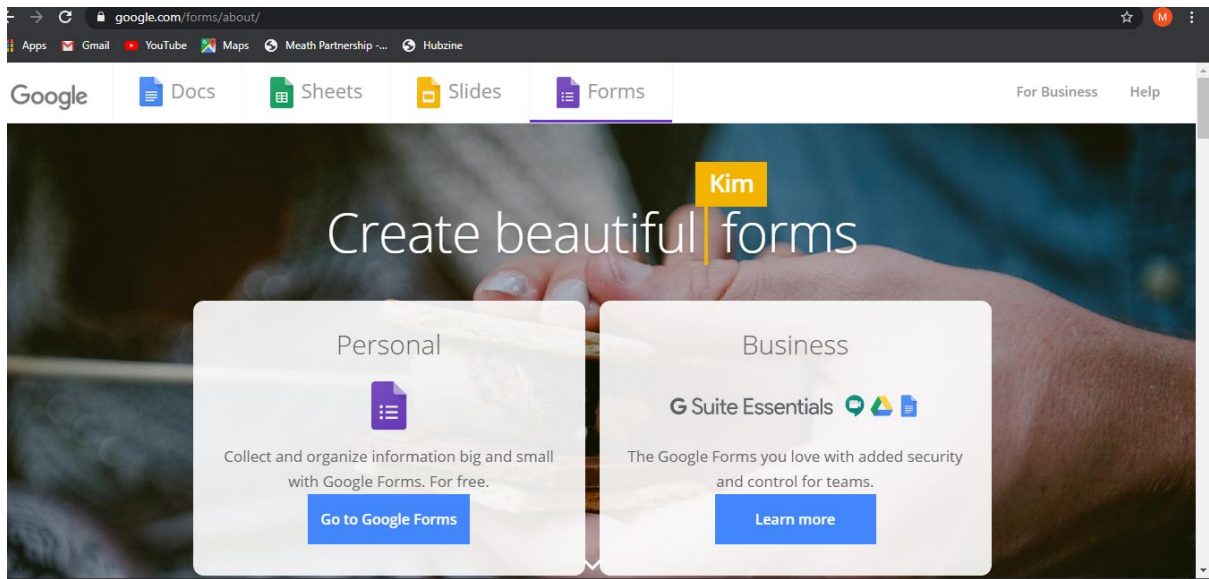 google.com/forms/about/
M
Apps Gmail YouTube Maps Meath Partnership -... Hubzine
Google Docs Sheets Slides Forms For Business Help
Kim
Create beautiful forms
Personal
Collect and organize information big and small
with Google Forms. For free.
Go to Google Forms
Business
G Suite Essentials
The Google Forms you love with added security
and control for teams.
Learn more